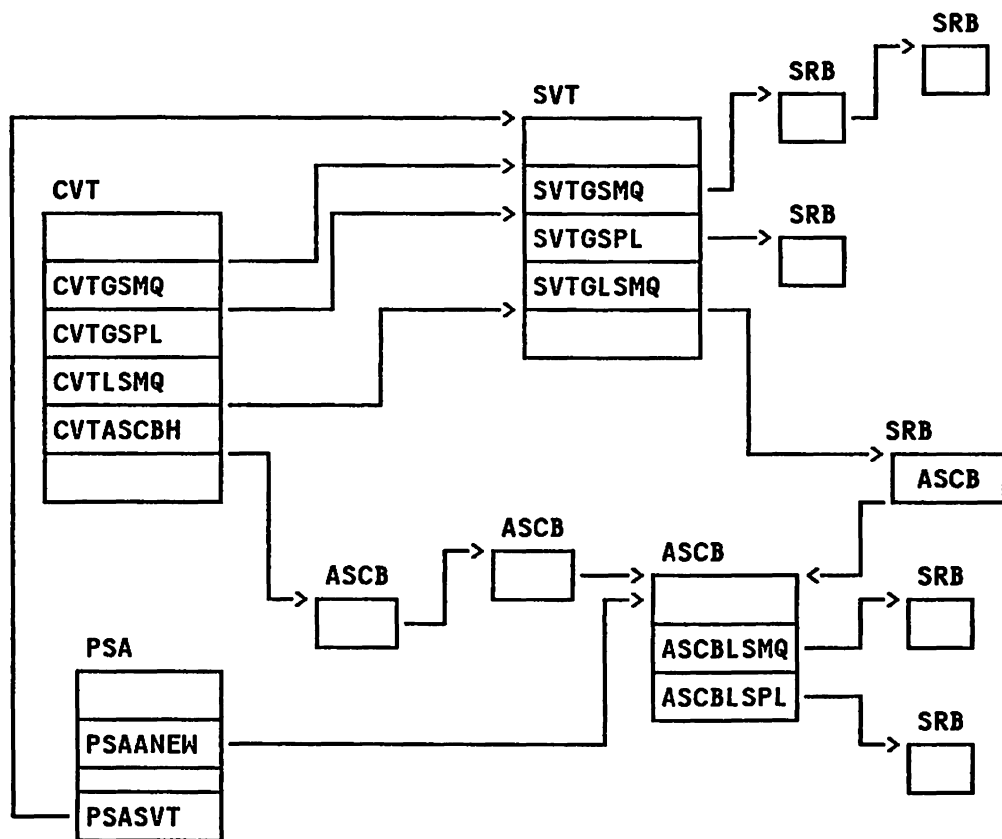 SRB
SRB
SVT
CVT
SVTGSMQ
SRB
SVTGSPL
CVTGSMQ
SVTGLSMQ
CVTGSPL
CVTLSMQ
CVTASCBH
SRB
ASCB
ASCB
ASCB
ASCB
SRB
PSA
ASCBLSMQ
ASCBLSPL
SRB
PSAANEW
PSASVT